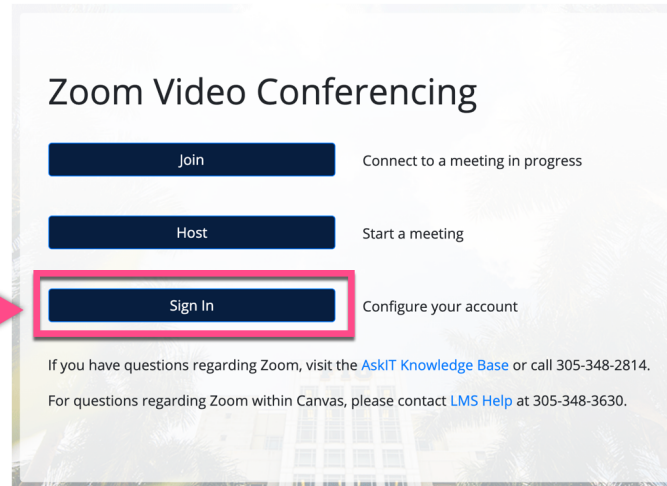 Zoom Video Conferencing
Join Connect to a meeting in progress
Host Start a meeting
Sign In Configure your account
If you have questions regarding Zoom, visit the AskIT Knowledge Base or call 305-348-2814.
For questions regarding Zoom within Canvas, please contact LMS Help at 305-348-3630.